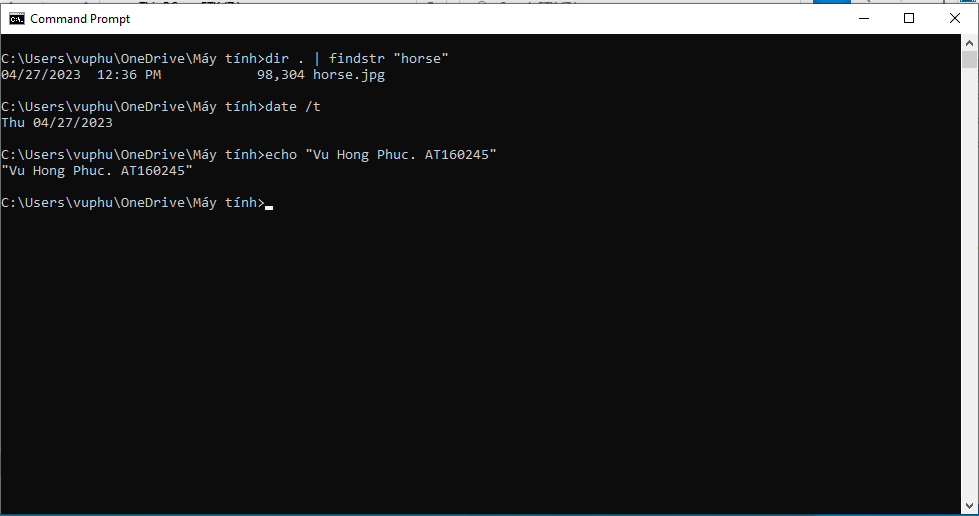 Command Prompt
C:\Users\vuphu\OneDrive\Máy tính>dir . | findstr "horse"
04/27/2023  12:36 PM            98,304 horse.jpg
C:\Users\vuphu\OneDrive\Máy tính>date /t
Thu 04/27/2023
C:\Users\vuphu\OneDrive\Máy tính>echo "Vu Hong Phuc. AT160245"
"Vu Hong Phuc. AT160245"
C:\Users\vuphu\OneDrive\Máy tính>